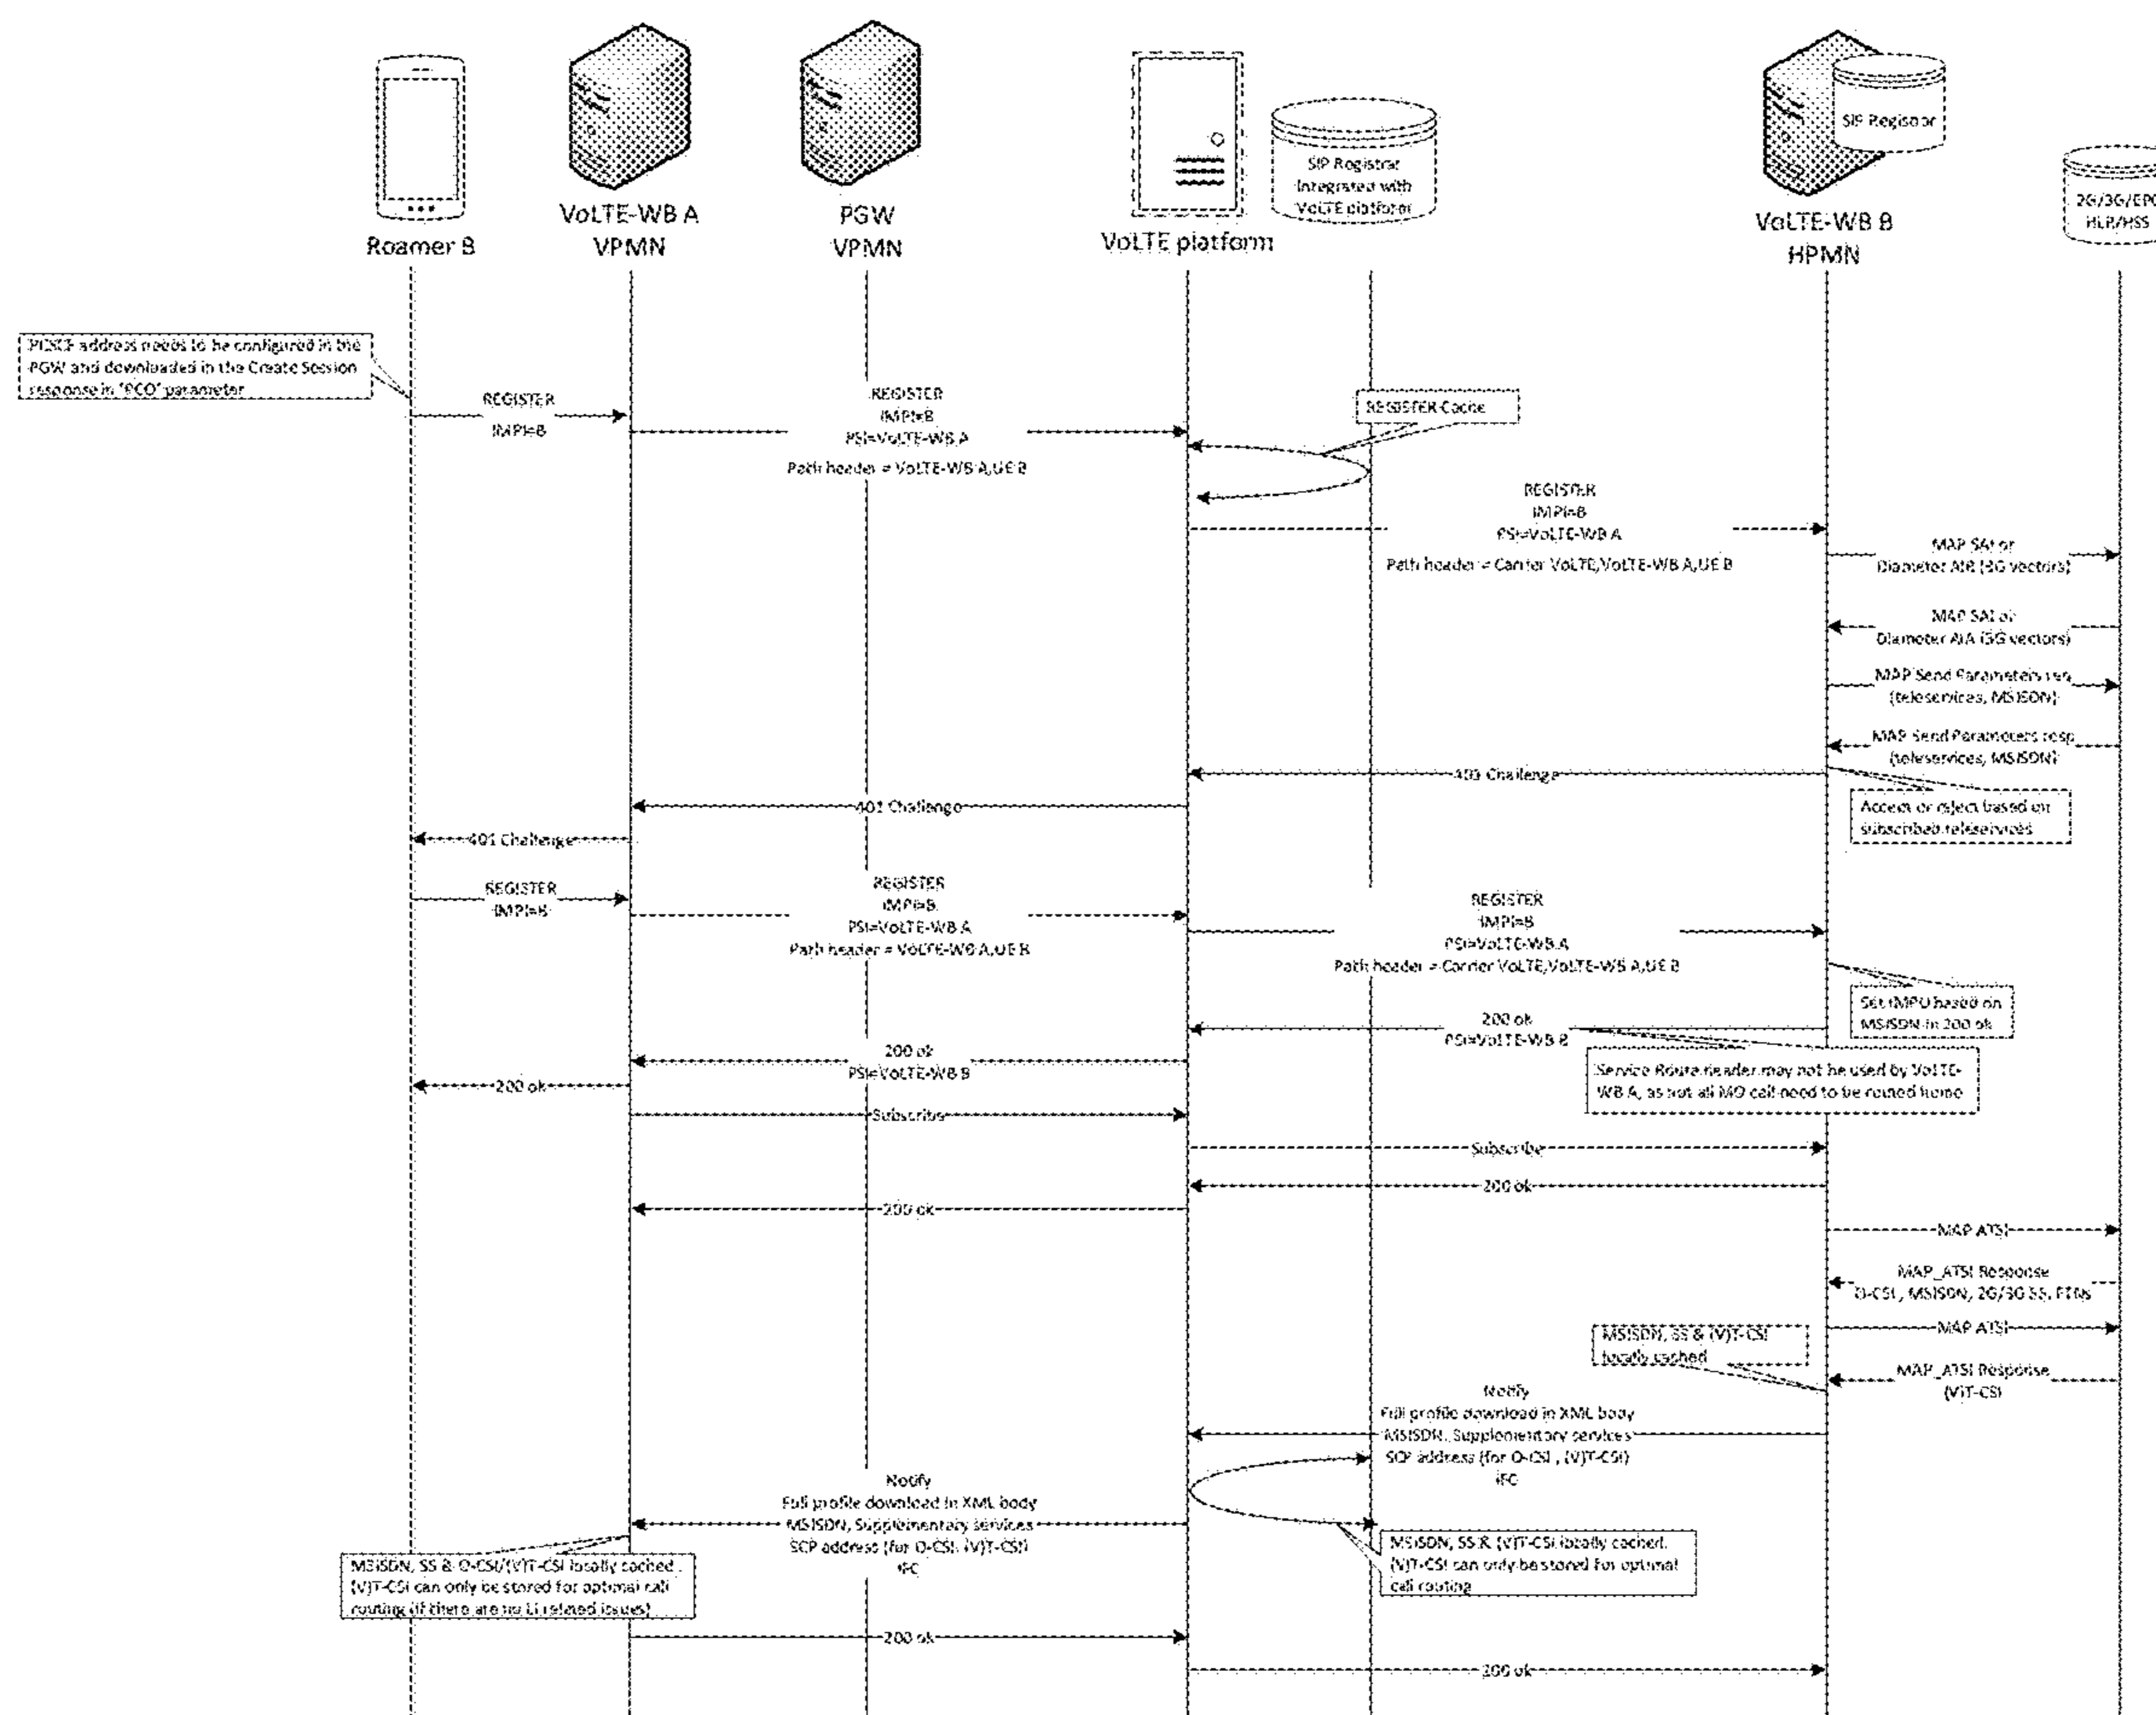 SIP Registrar
SIP Registrar
Integrated with
VoLTE platform
2G/3G/EPC
HLR/HSS
Roamer B
VoLTE-WB A
VPMN
PGW
VPMN
VoLTE platform
VoLTE-WB B
HPMN
PCSCF address needs to be configured in the
PGW and downloaded in the Create Session
response in "PCO" parameter
REGISTER
IMPI=B
REGISTER
IMPI=B
PSI=VoLTE-WB A
Path header = VoLTE-WB A,UE B
REGISTER Cache
REGISTER
IMPI=B
PSI=VoLTE-WB A
Path header = Carrier VoLTE,VoLTE-WB A,UE B
MAP SAI or
Diameter AIR (3G vectors)
MAP SAI or
Diameter AIA (3G vectors)
MAP Send Parameters req
(teleservices, MSISDN)
MAP Send Parameters resp
(teleservices, MSISDN)
401 Challenge
401 Challenge
401 Challenge
Accept or reject based on
subscribed teleservices
REGISTER
IMPI=B
REGISTER
IMPI=B
PSI=VoLTE-WB A
Path header = VoLTE-WB A,UE B
REGISTER
IMPI=B
PSI=VoLTE-WB A
Path header = Carrier VoLTE,VoLTE-WB A,UE B
Set IMPU based on
MSISDN in 200 ok
200 ok
PSI=VoLTE-WB B
Service Route header may not be used by VoLTE-
WB A, as not all MO call need to be routed home
200 ok
PSI=VoLTE-WB B
200 ok
Subscribe
Subscribe
200 ok
200 ok
MAP ATSI
MAP_ATSI Response
O-CSI, MSISDN, 2G/3G SS, FTNs
MAP ATSI
MSISDN, SS & (V)T-CSI
locally cached
MAP_ATSI Response
(V)T-CSI
Notify
Full profile download in XML body
MSISDN, Supplementary services
SCP address (for O-CSI , (V)T-CSI)
iFC
Notify
Full profile download in XML body
MSISDN, Supplementary services
SCP address (for O-CSI, (V)T-CSI)
iFC
MSISDN, SS & (V)T-CSI locally cached.
(V)T-CSI can only be stored for optimal
call routing
MSISDN, SS & O-CSI/(V)T-CSI locally cached.
(V)T-CSI can only be stored for optimal call
routing (if there are no LI related issues)
200 ok
200 ok